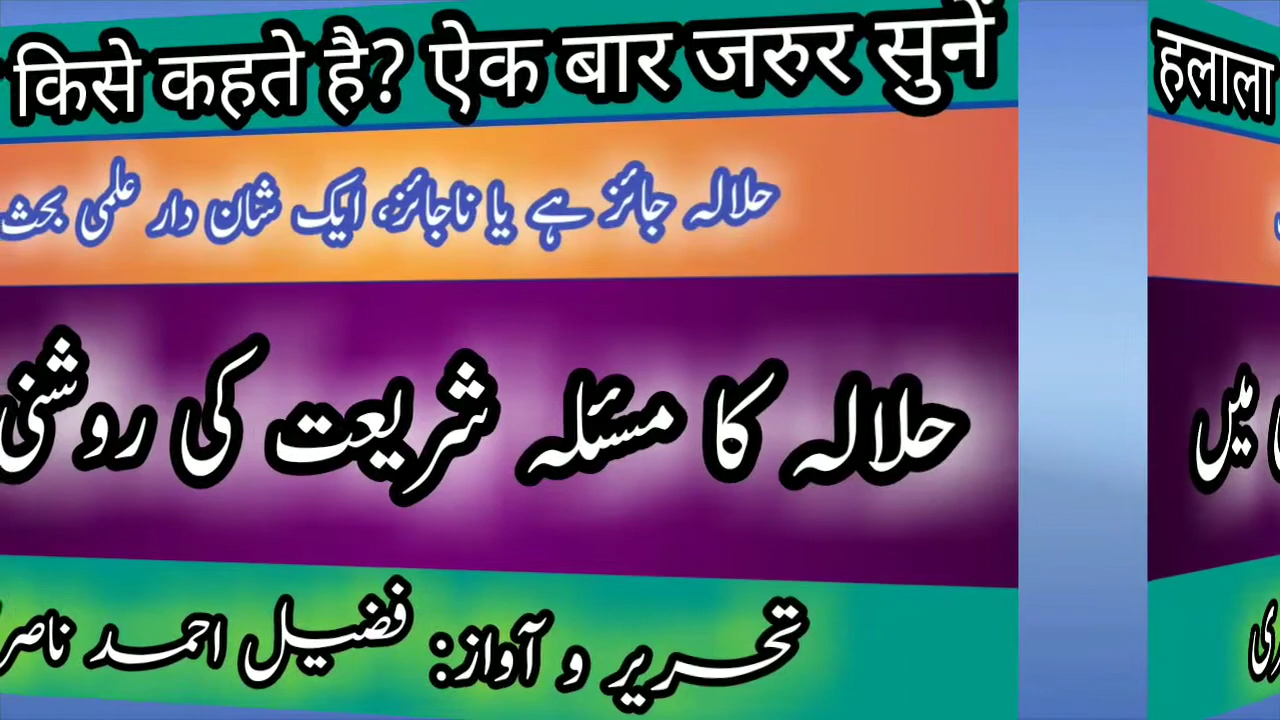 किसे कहते है? ऐक बार जरुर सुनें
हलाला
حلالہ جائز ہے یا ناجائز، ایک شان دار علمی بحث
حلالہ کا مسئلہ شریعت کی روشنی
میں
تحریر و آواز: فضیل احمد ناصر